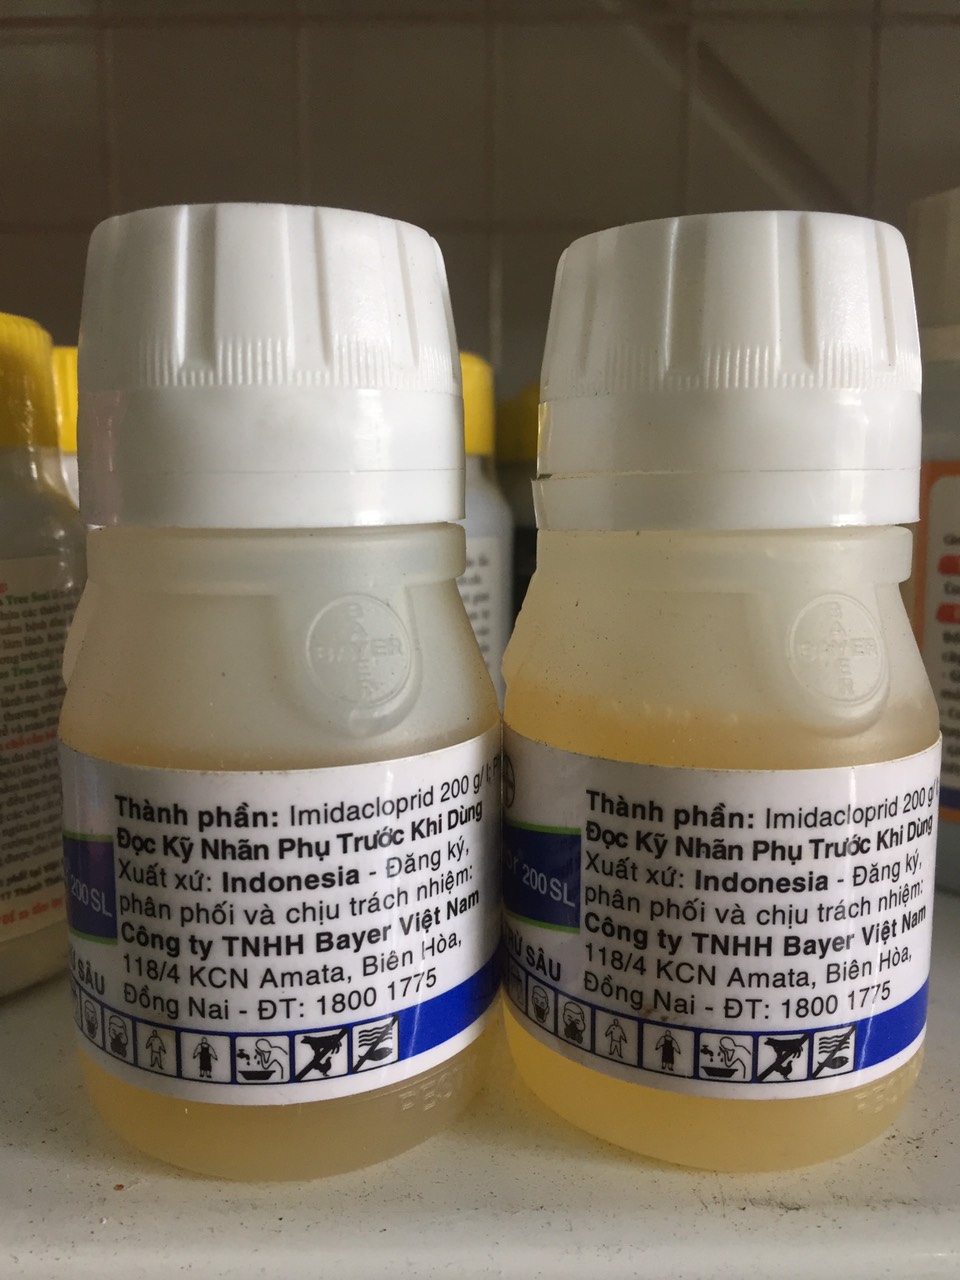 BAYER
BAYER
Thành phần: Imidacloprid 200 g/l;
Đọc Kỹ Nhãn Phụ Trước Khi Dùng
Xuất xứ: Indonesia - Đăng ký,
phân phối và chịu trách nhiệm:
Công ty TNHH Bayer Việt Nam
118/4 KCN Amata, Biên Hòa,
Đồng Nai - ĐT: 1800 1775
200 SL
SÂU
BAYER
BAYER
Thành phần: Imidacloprid 200 g/
Đọc Kỹ Nhãn Phụ Trước Khi Dùng
Xuất xứ: Indonesia - Đăng ký,
phân phối và chịu trách nhiệm:
Công ty TNHH Bayer Việt Nam
118/4 KCN Amata, Biên Hòa,
Đồng Nai - ĐT: 1800 1775
200 SL
SÂU